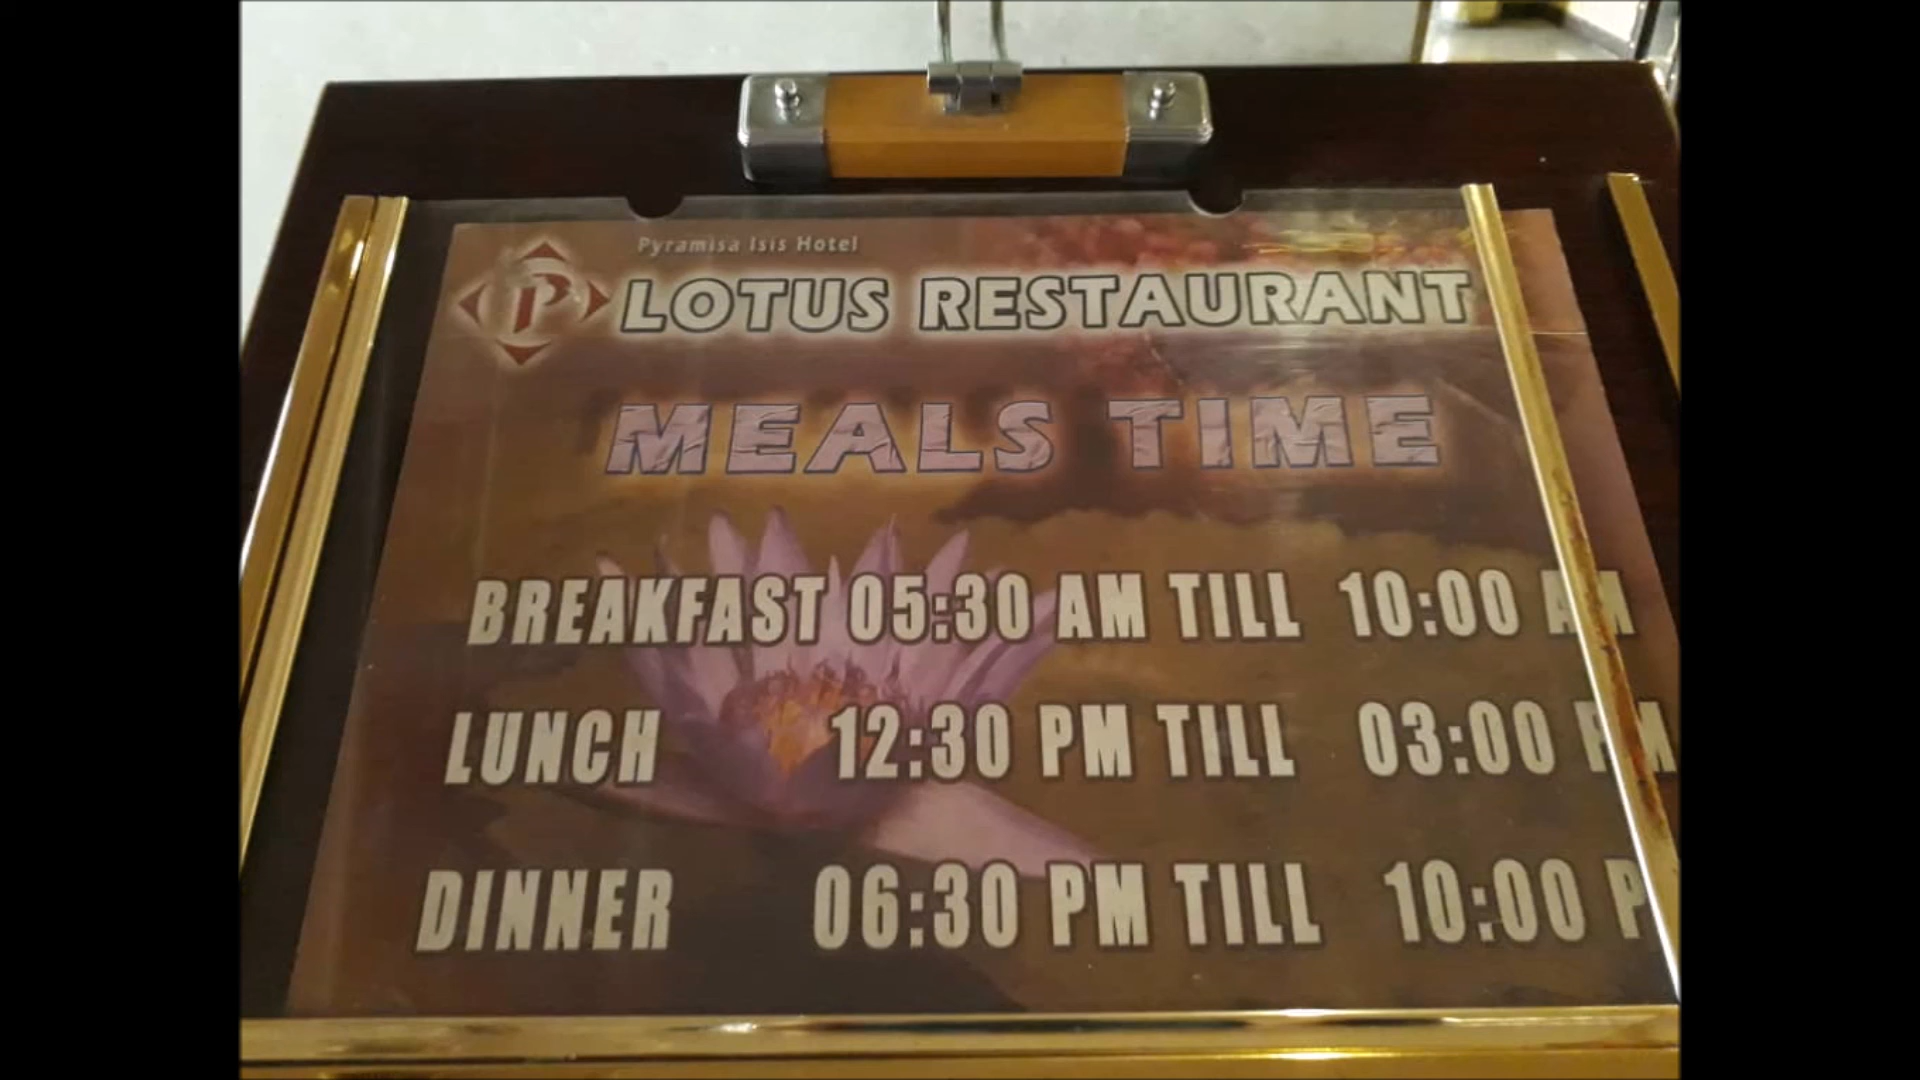 Pyramisa Isis Hotel
P LOTUS RESTAURANT
MEALS TIME
BREAKFAST 05:30 AM TILL 10:00 AM
LUNCH 12:30 PM TILL 03:00 PM
DINNER 06:30 PM TILL 10:00 P